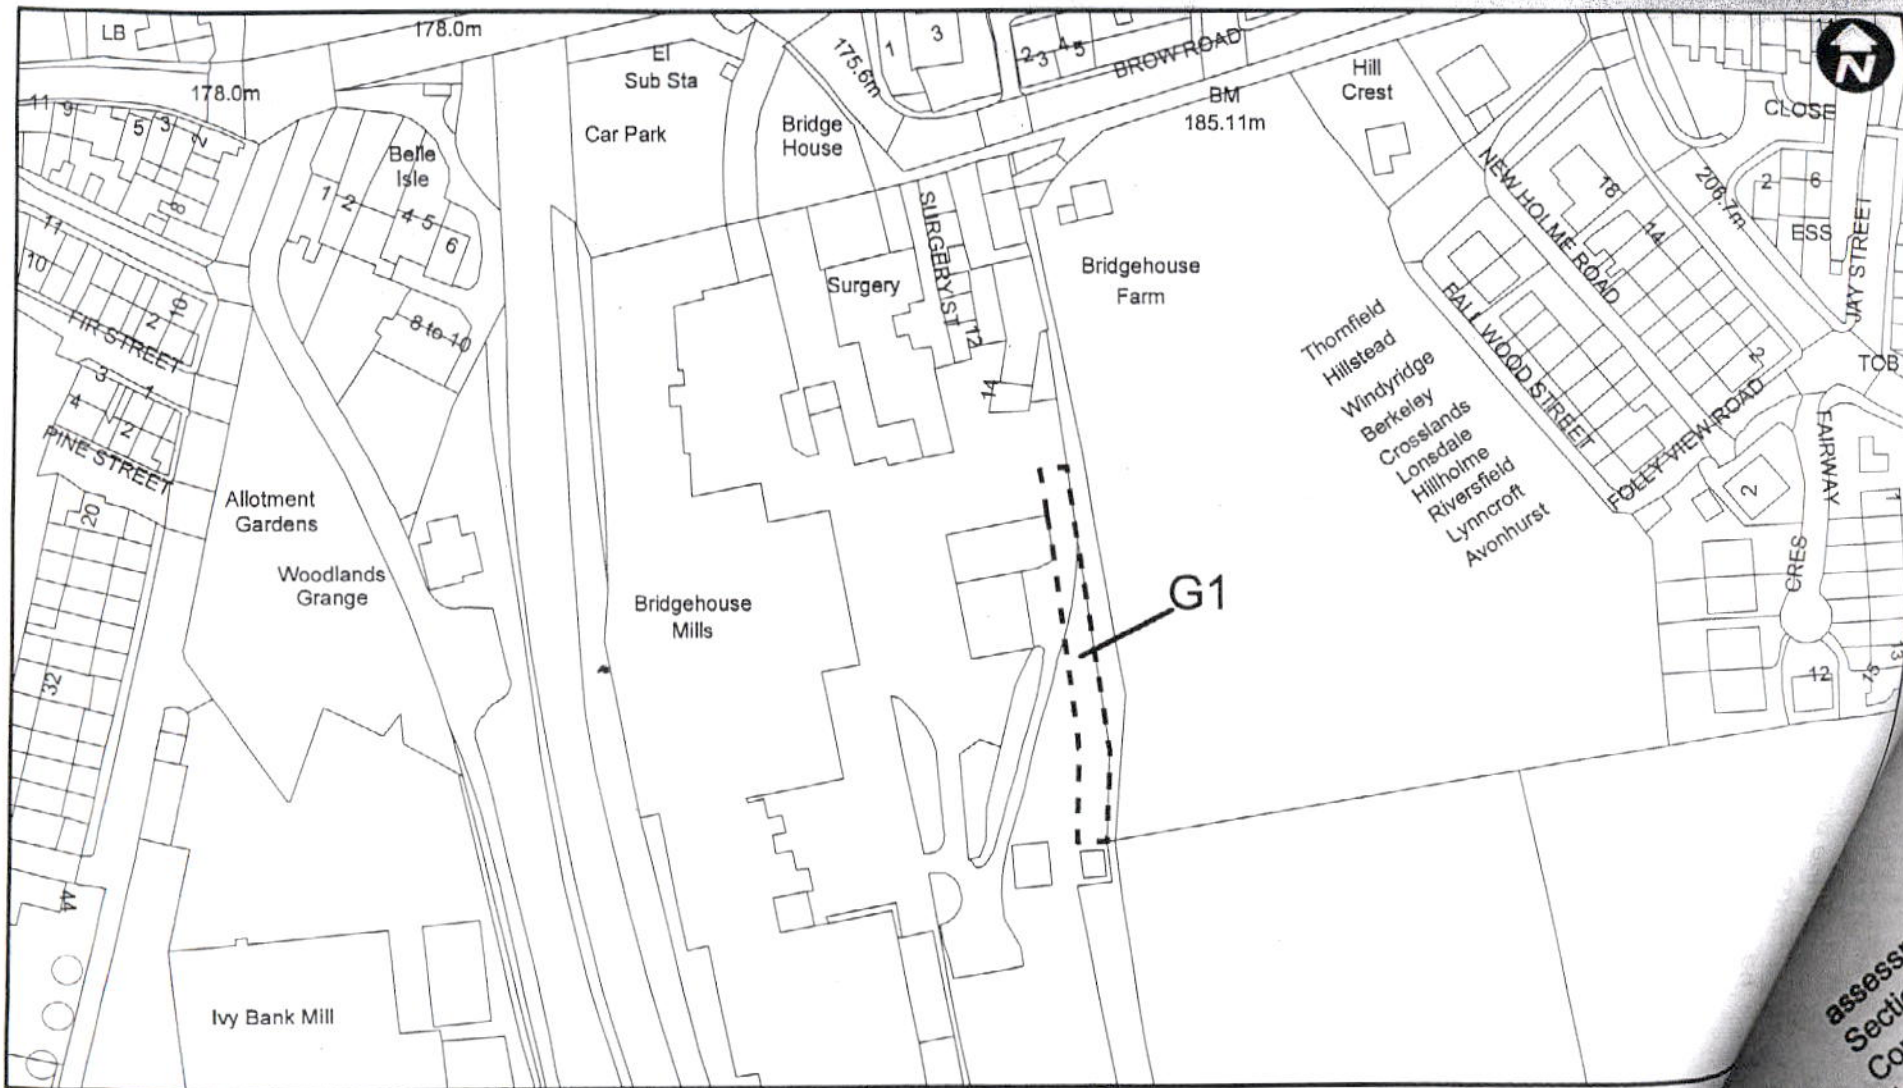 LB
178.0m
El
Sub Sta
175.6m
1
3
2
3
4
5
BROW ROAD
Hill
Crest
N
178.0m
11
9
5
3
2
8
Belle
Isle
1
2
4
5
6
Car Park
Bridge
House
BM
185.11m
CLOSE
NEW HOLME ROAD
18
14
2
206.7m
2
6
ESS
JAY STREET
11
10
2
10
FIR STREET
8 to 10
Surgery
SURGERY ST
12
14
Bridgehouse
Farm
FALL WOOD STREET
Thornfield
Hillstead
Windyridge
Berkeley
Crosslands
Lonsdale
Hillholme
Riversfield
Lynncroft
Avonhurst
FOLLY VIEW ROAD
TOB
FAIRWAY
CRES
2
3
1
4
2
PINE STREET
20
Allotment
Gardens
Woodlands
Grange
Bridgehouse
Mills
G1
32
12
15
13
44
Ivy Bank Mill
assess
Secti
Co